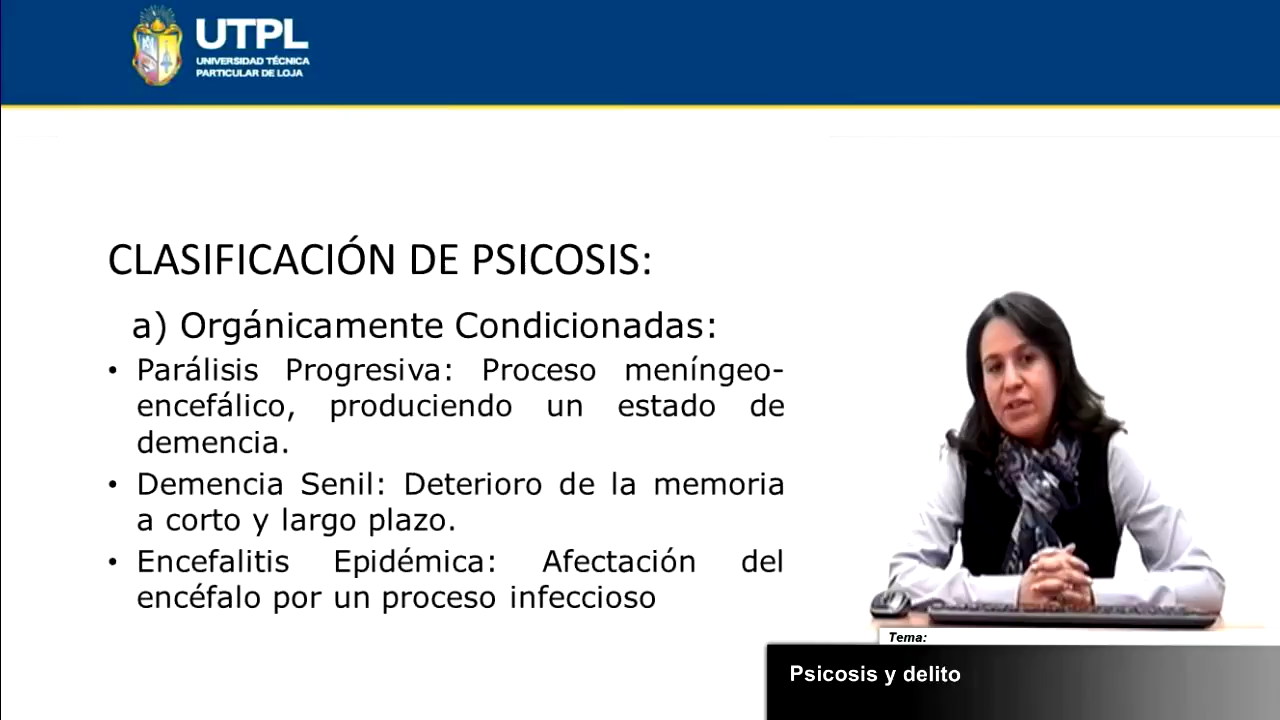 UTPL
UNIVERSIDAD TÉCNICA
PARTICULAR DE LOJA
CLASIFICACIÓN DE PSICOSIS:
a) Orgánicamente Condicionadas:
• Parálisis Progresiva: Proceso meníngeo-
encefálico, produciendo un estado de
demencia.
• Demencia Senil: Deterioro de la memoria
a corto y largo plazo.
• Encefalitis Epidémica: Afectación del
encéfalo por un proceso infeccioso
Tema:
Psicosis y delito